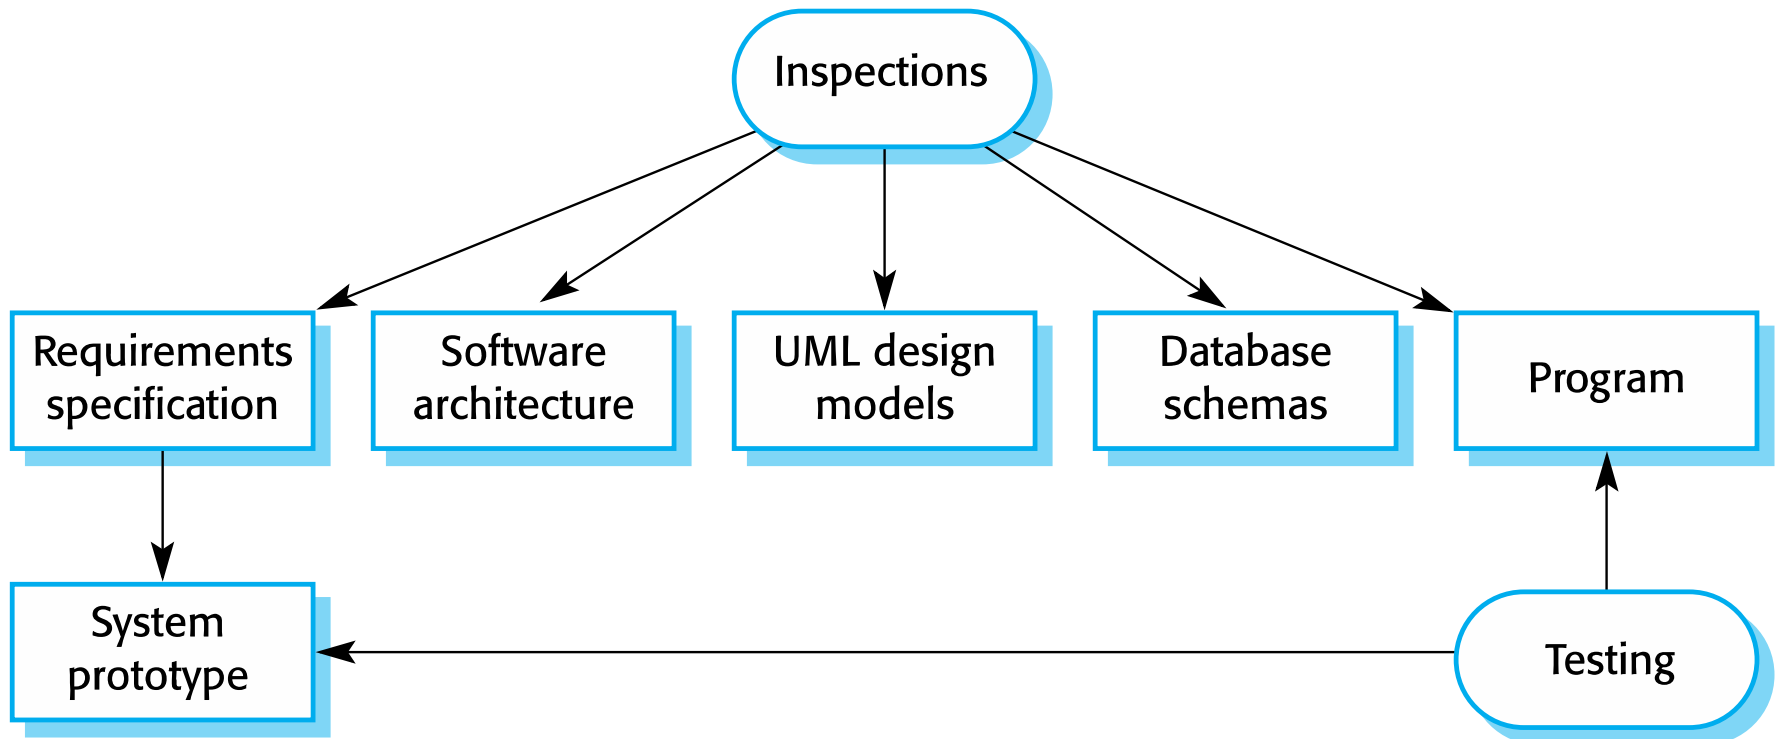 Inspections
Requirements
specification
Software
architecture
UML design
models
Database
schemas
Program
System
prototype
Testing